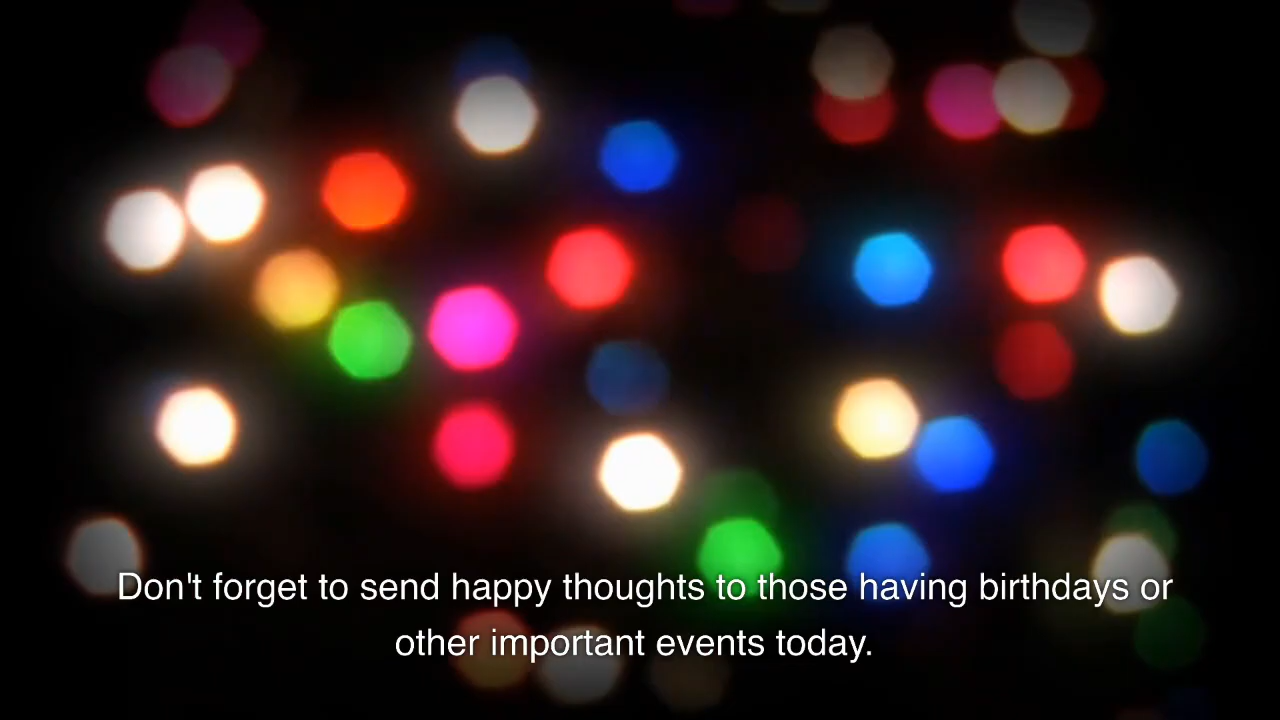 Don't forget to send happy thoughts to those having birthdays or
other important events today.